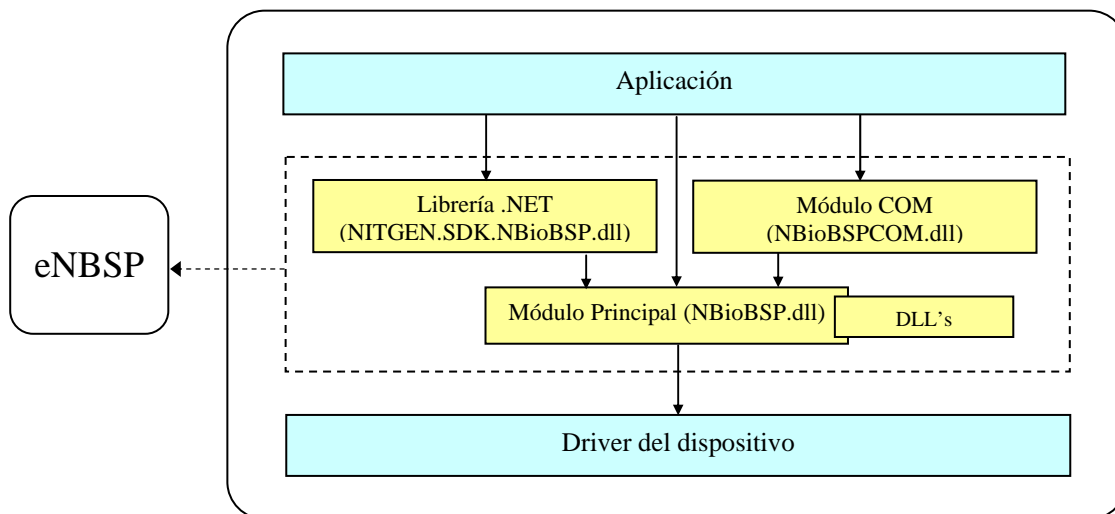 Aplicación
Librería .NET
(NITGEN.SDK.NBioBSP.dll)
Módulo COM
(NBioBSPCOM.dll)
eNBSP
Módulo Principal (NBioBSP.dll)
DLL's
Driver del dispositivo